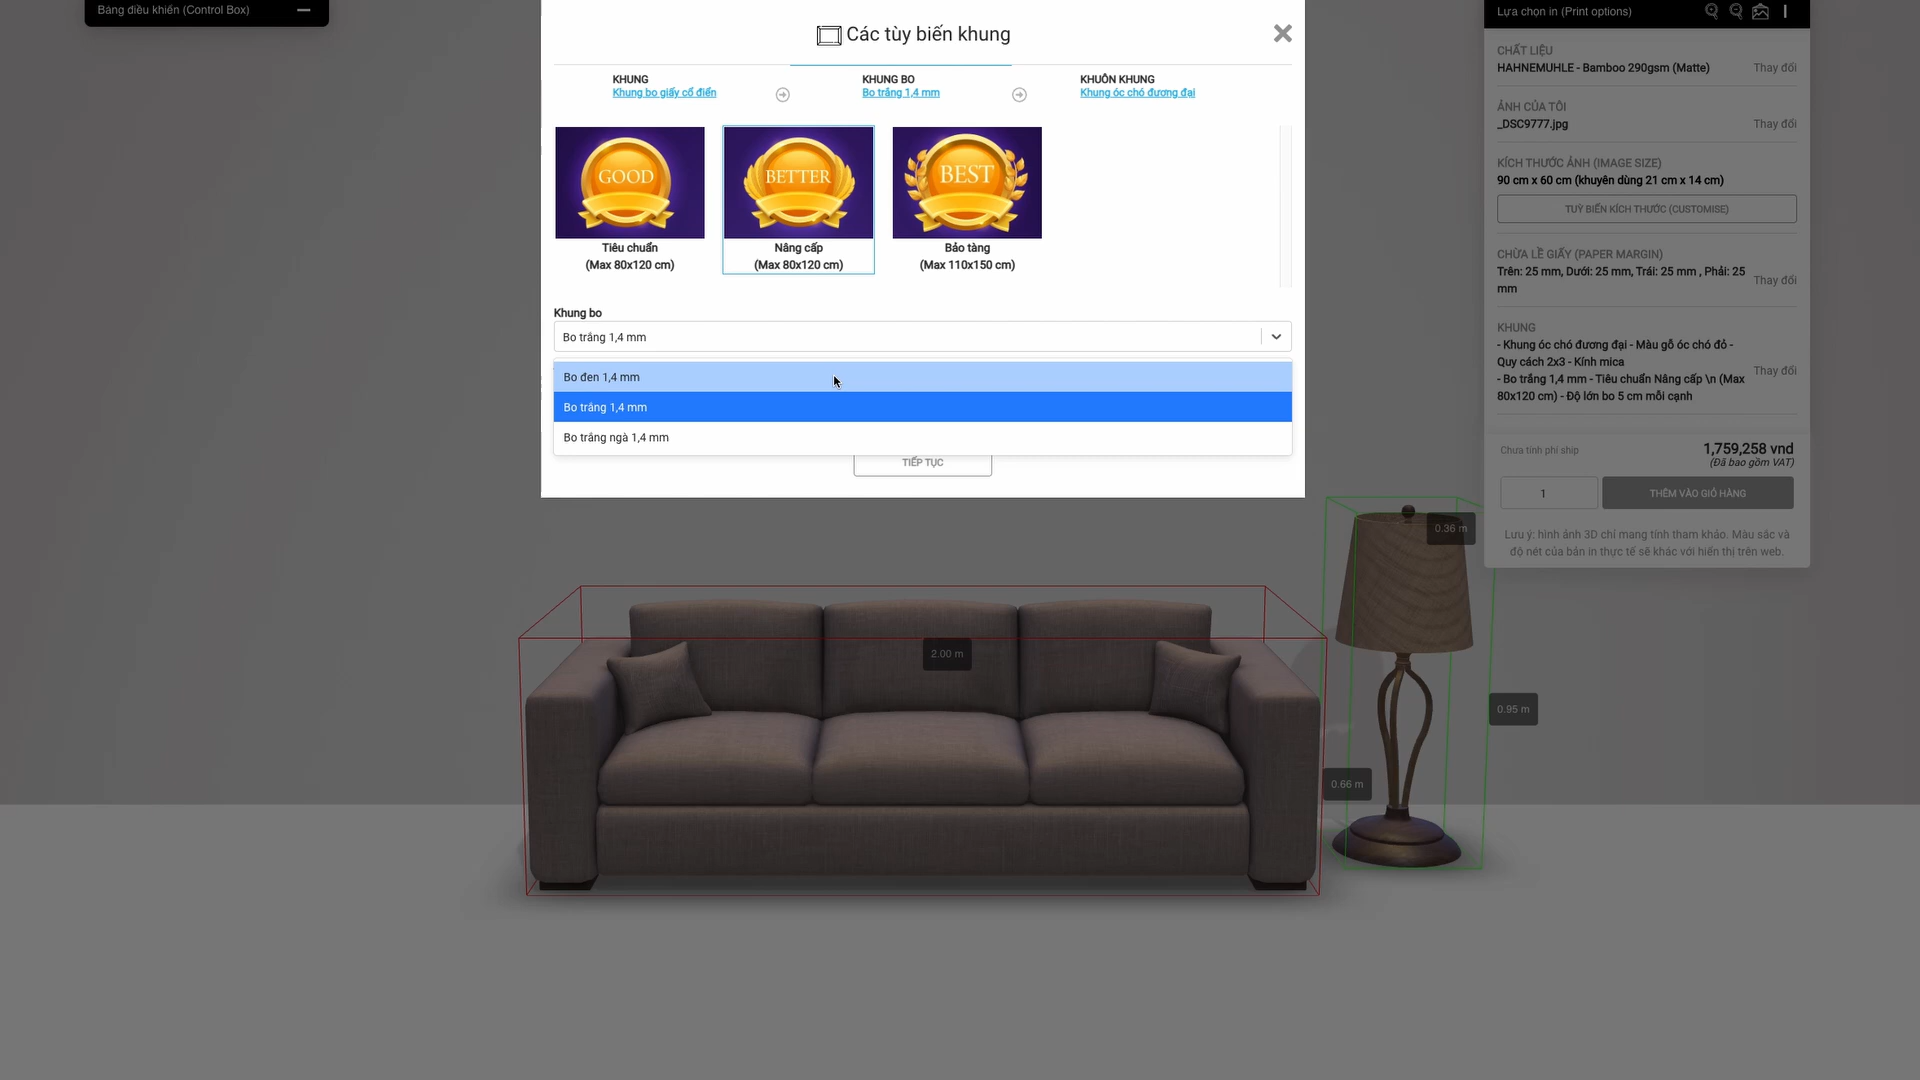 Bảng điều khiển (Control Box)
Các tùy biến khung
KHUNG
Khung bo giấy cổ điển
KHUNG BO
Bo trắng 1,4 mm
KHUÔN KHUNG
Khung óc chó đương đại
GOOD
BETTER
BEST
Tiêu chuẩn
(Max 80x120 cm)
Nâng cấp
(Max 80x120 cm)
Bảo tàng
(Max 110x150 cm)
Khung bo
Bo trắng 1,4 mm
Bo đen 1,4 mm
Bo trắng 1,4 mm
Bo trắng ngà 1,4 mm
TIẾP TỤC
Lựa chọn in (Print options)
CHẤT LIỆU
HAHNEMUHLE - Bamboo 290gsm (Matte)
Thay đổi
ẢNH CỦA TÔI
_DSC9777.jpg
Thay đổi
KÍCH THƯỚC ẢNH (IMAGE SIZE)
90 cm x 60 cm (khuyên dùng 21 cm x 14 cm)
TUỲ BIẾN KÍCH THƯỚC (CUSTOMISE)
CHỪA LỀ GIẤY (PAPER MARGIN)
Trên: 25 mm, Dưới: 25 mm, Trái: 25 mm , Phải: 25
mm
Thay đổi
KHUNG
- Khung óc chó đương đại - Màu gỗ óc chó đỏ -
Quy cách 2x3 - Kính mica
- Bo trắng 1,4 mm - Tiêu chuẩn Nâng cấp \n (Max
80x120 cm) - Độ lớn bo 5 cm mỗi cạnh
Thay đổi
Chưa tính phí ship
1,759,258 vnd
(Đã bao gồm VAT)
1
THÊM VÀO GIỎ HÀNG
Lưu ý: hình ảnh 3D chỉ mang tính tham khảo. Màu sắc và
độ nét của bản in thực tế sẽ khác với hiển thị trên web.
0.36 m
2.00 m
0.95 m
0.66 m